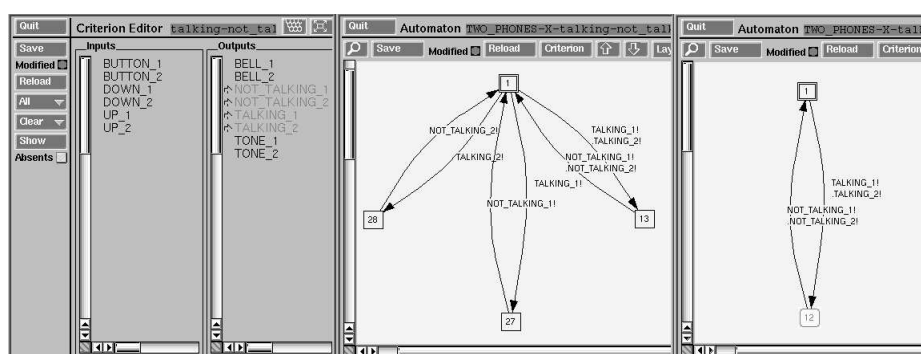 Quit
Criterion Editor talking-not_tal
Save
Modified
Reload
All
Clear
Show
Absents
Inputs
BUTTON_1
BUTTON_2
DOWN_1
DOWN_2
UP_1
UP_2
Outputs
BELL_1
BELL_2
NOT_TALKING_1
NOT_TALKING_2
TALKING_1
TALKING_2
TONE_1
TONE_2
Quit Automaton TWO_PHONES-X-talking-not_talk
Save Modified Reload Criterion Lay
1
NOT_TALKING_2!
TALKING_2!
TALKING_1!
.TALKING_2!
NOT_TALKING_1!
.NOT_TALKING_2!
TALKING_1!
NOT_TALKING_1!
28
13
27
Quit Automaton TWO_PHONES-X-ta
Save Modified Reload Criterion
1
TALKING_1!
.TALKING_2!
NOT_TALKING_1!
.NOT_TALKING_2!
12